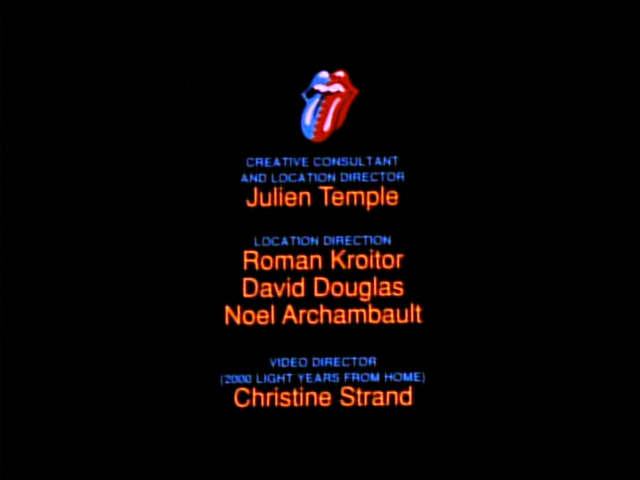 CREATIVE CONSULTANT
AND LOCATION DIRECTOR
Julien Temple
LOCATION DIRECTION
Roman Kroitor
David Douglas
Noel Archambault
VIDEO DIRECTOR
(2000 LIGHT YEARS FROM HOME)
Christine Strand